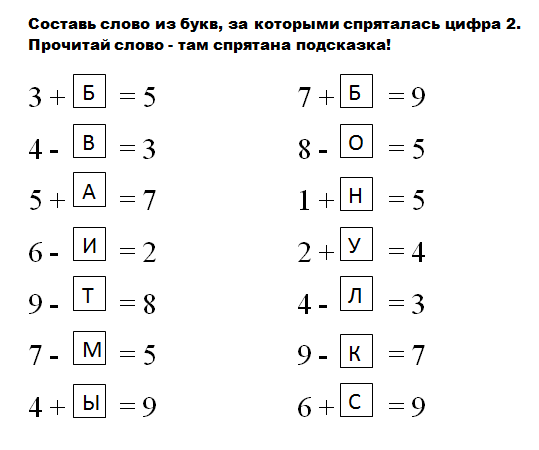 Составь слово из букв, за которыми спряталась цифра 2.
Прочитай слово - там спрятана подсказка!
3 + Б = 5 7 + Б = 9
4 - В = 3 8 - О = 5
5 + А = 7 1 + Н = 5
6 - И = 2 2 + У = 4
9 - Т = 8 4 - Л = 3
7 - М = 5 9 - К = 7
4 + Ы = 9 6 + С = 9